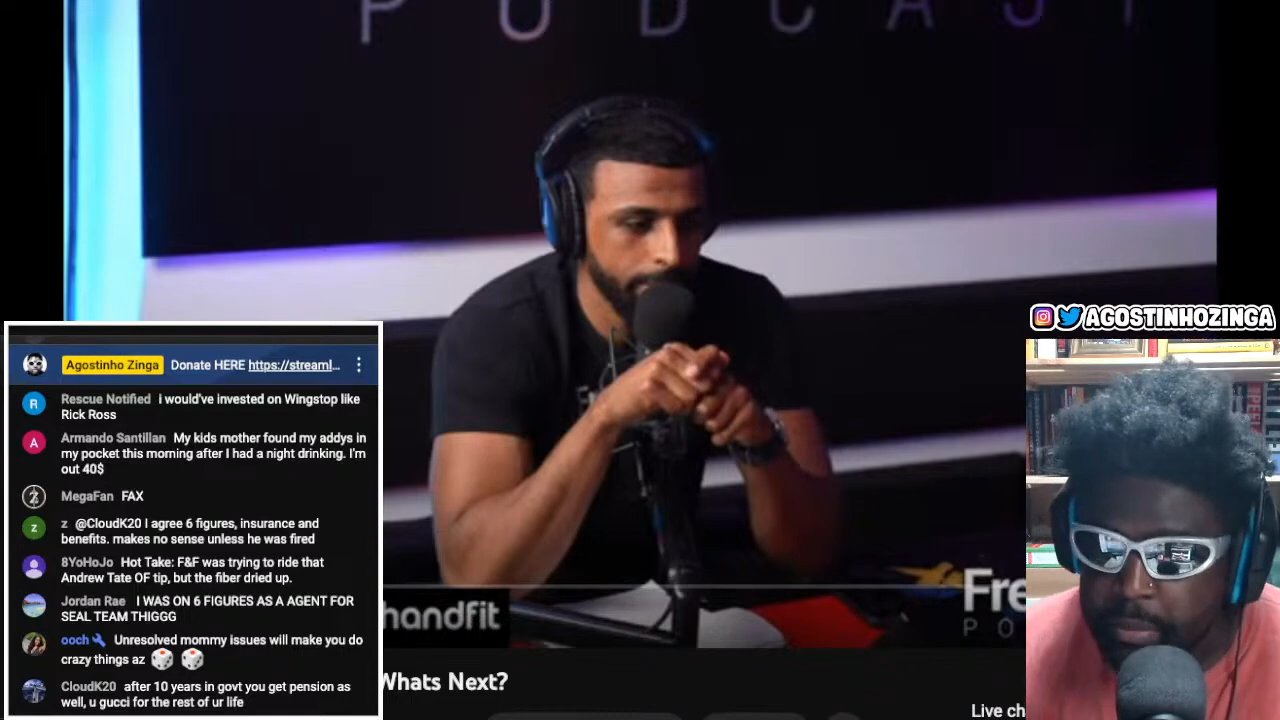 PODCAST
AGOSTINHOZINGA
Agostinho Zinga Donate HERE https://streaml...
Rescue Notified i would've invested on Wingstop like
Rick Ross
Armando Santillan My kids mother found my addys in
my pocket this morning after I had a night drinking. I'm
out 40$
MegaFan FAX
z @CloudK20 I agree 6 figures, insurance and
benefits. makes no sense unless he was fired
8YoHoJo Hot Take: F&F was trying to ride that
Andrew Tate OF tip, but the fiber dried up.
Jordan Rae I WAS ON 6 FIGURES AS A AGENT FOR
SEAL TEAM THIGGG
ooch Unresolved mommy issues will make you do
crazy things az
CloudK20 after 10 years in govt you get pension as
well, u gucci for the rest of ur life
handfit
Fre
PO
Whats Next?
Live ch